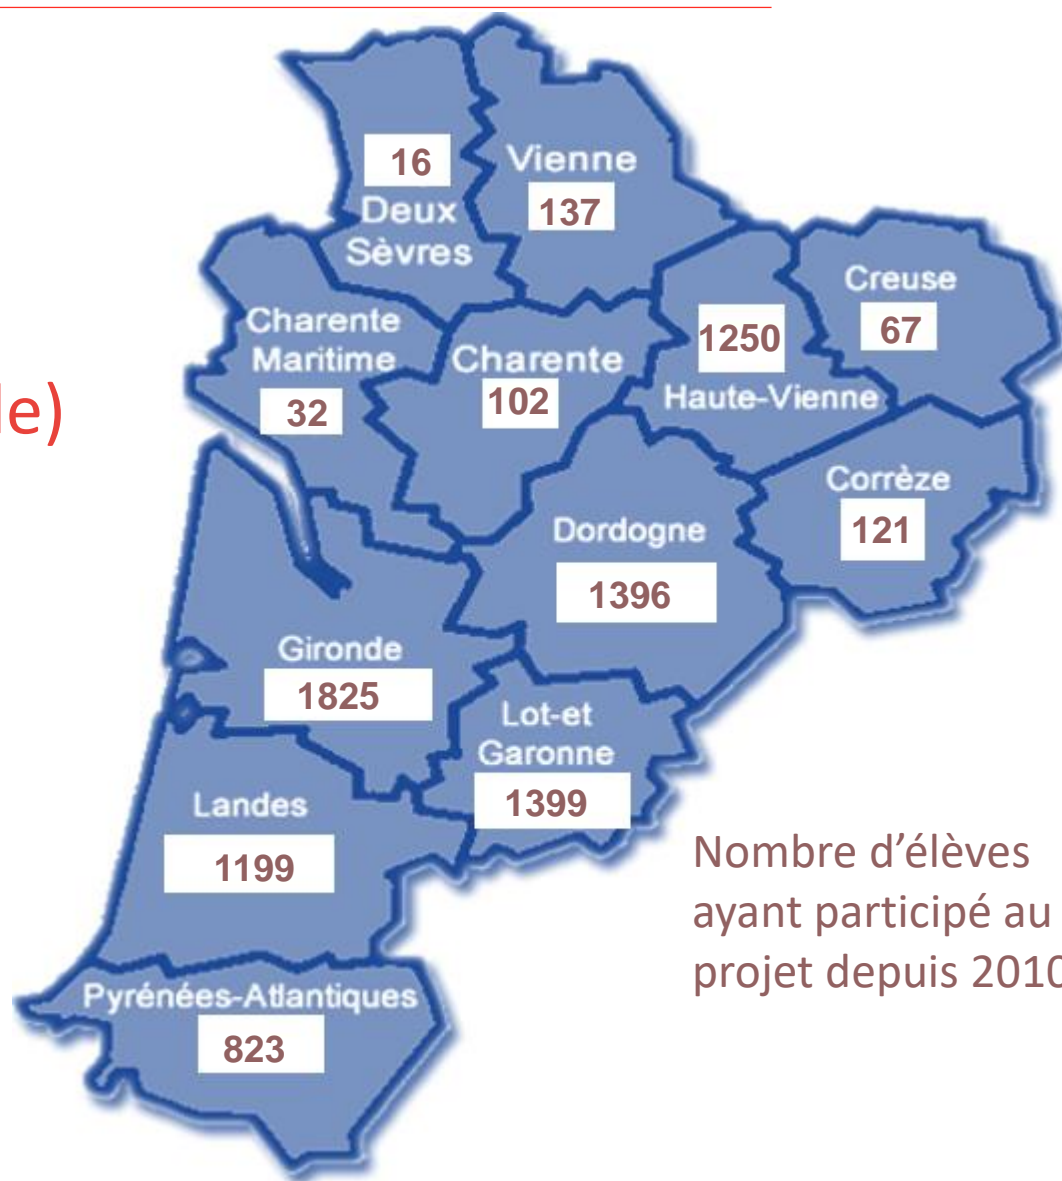 16
Deux
Sèvres
Vienne
137
Creuse
67
Charente
Maritime
32
Charente
102
1250
Haute-Vienne
le)
Corrèze
121
Dordogne
1396
Gironde
1825
Lot-et
Garonne
1399
Landes
1199
Nombre d’élèves
ayant participé au
projet depuis 2010
Pyrénées-Atlantiques
823